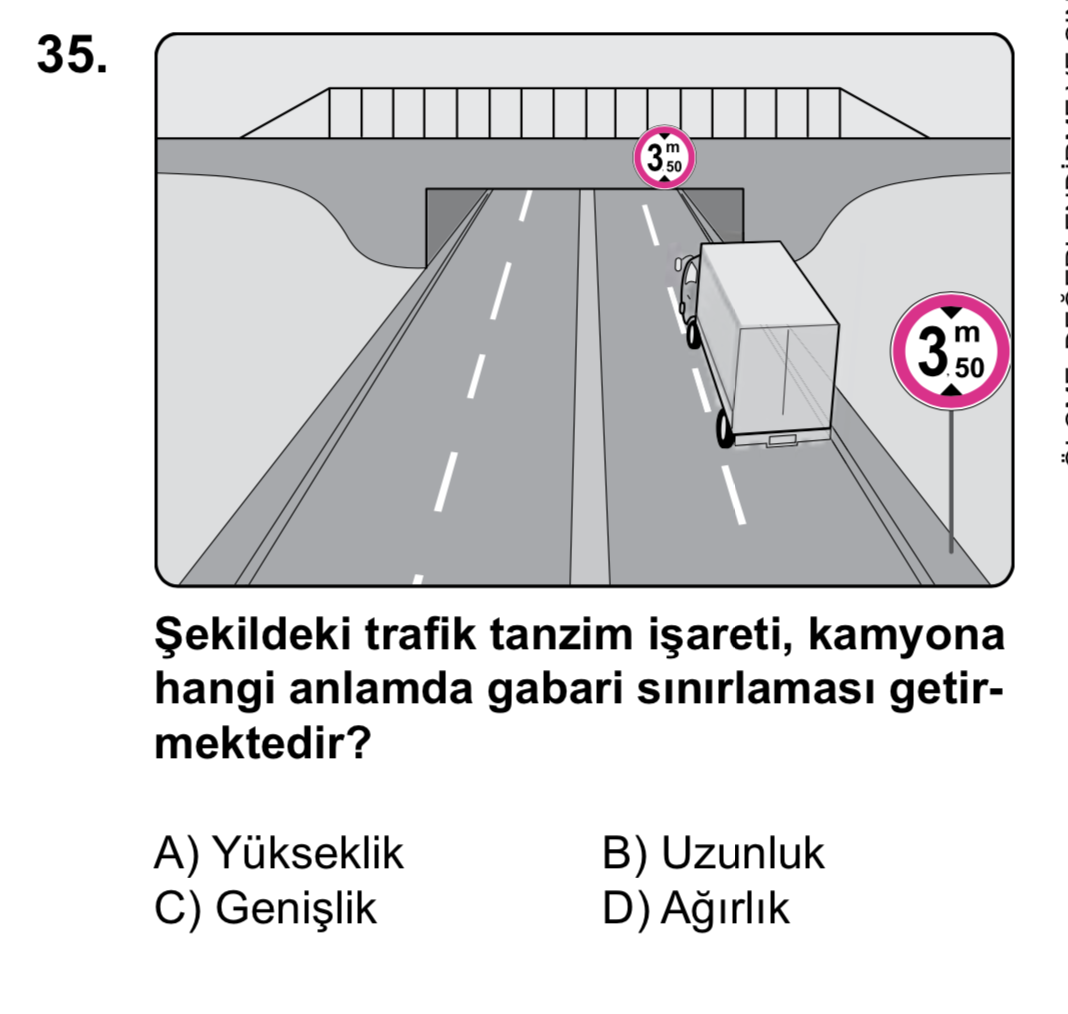 35.
3 m
.50
3 m
.50
Şekildeki trafik tanzim işareti, kamyona
hangi anlamda gabari sınırlaması getir-
mektedir?
A) Yükseklik B) Uzunluk
C) Genişlik D) Ağırlık